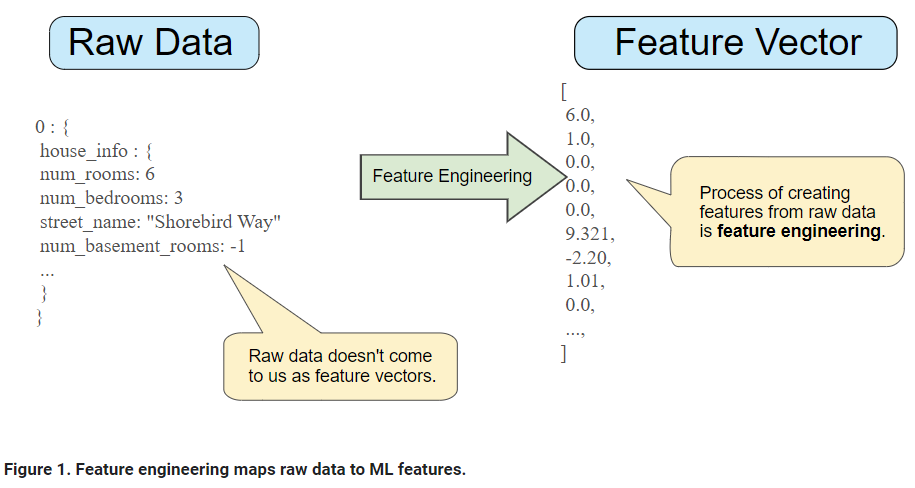 Raw Data
0 : {
house_info : {
num_rooms: 6
num_bedrooms: 3
street_name: "Shorebird Way"
num_basement_rooms: -1
...
}
}
Raw data doesn't come
to us as feature vectors.
Feature Engineering
Feature Vector
[
6.0,
1.0,
0.0,
0.0,
0.0,
9.321,
-2.20,
1.01,
0.0,
...,
]
Process of creating
features from raw data
is feature engineering.
Figure 1. Feature engineering maps raw data to ML features.